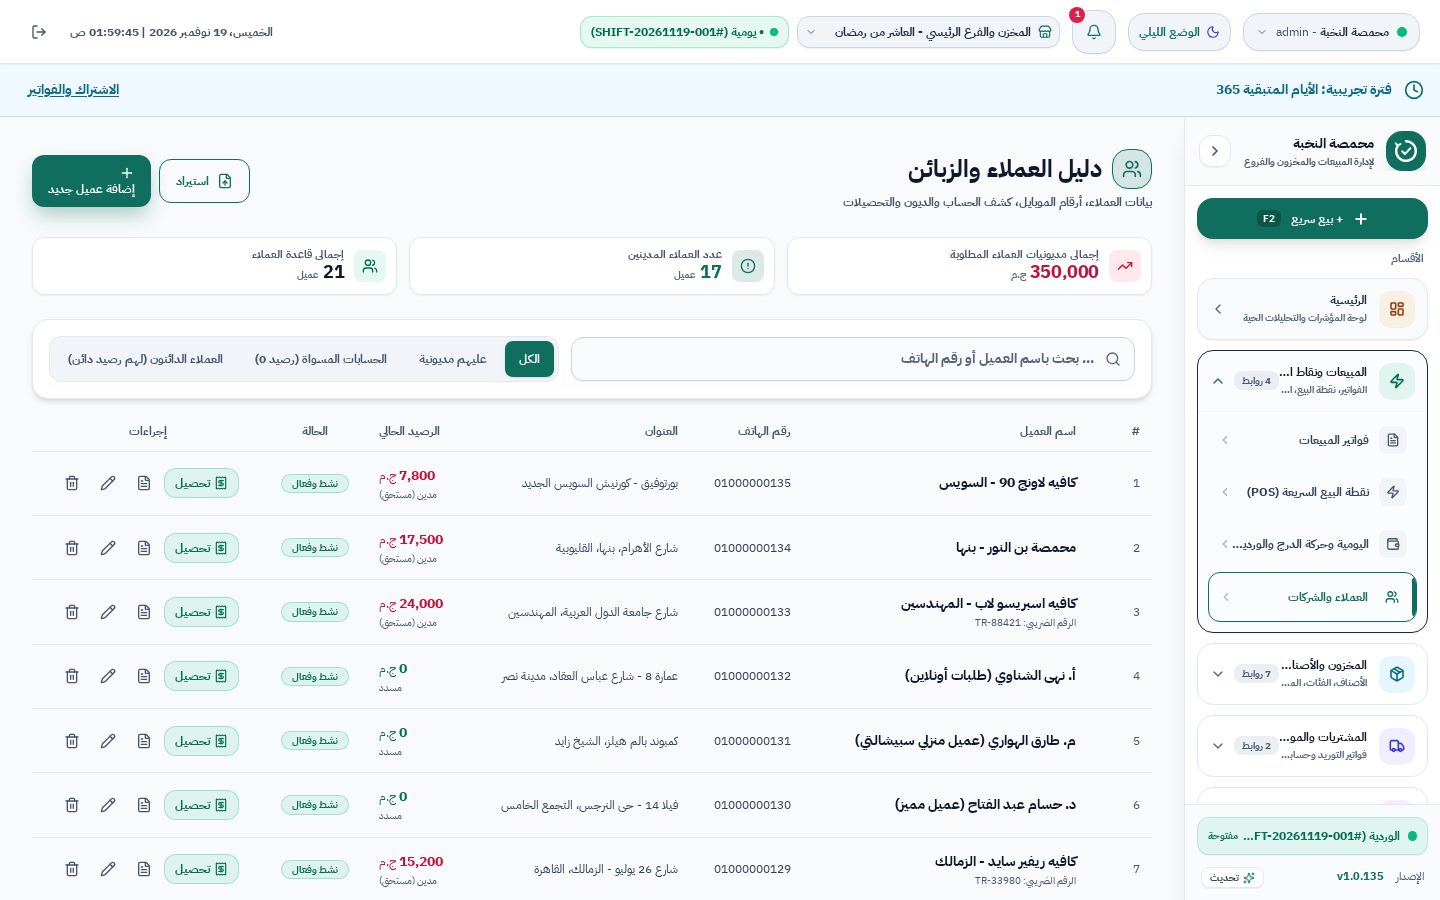 محمصة النخبة - admin
الوضع الليلي
1
المخزن والفرع الرئيسي - العاشر من رمضان
• يومية (#SHIFT-20261119-001)
الخميس، 19 نوفمبر 2026 | 01:59:45 ص
فترة تجريبية: الأيام المتبقية 365
الاشتراك والفواتير
محمصة النخبة
لإدارة المبيعات والمخزون والفروع
+ بيع سريع F2
الأقسام
الرئيسية
لوحة المؤشرات والتحليلات الحية
المبيعات ونقاط ا...
4 روابط
الفواتير، نقطة البيع، ا...
فواتير المبيعات
نقطة البيع السريعة (POS)
اليومية وحركة الدرج والورديـ...
العملاء والشركات
المخزون والأصنا...
7 روابط
الأصناف، الفئات، المـ...
المشتريات والمو...
2 روابط
فواتير التوريد وحساب...
الوردية (#FT-20261119-001... مفتوحة
الإصدار v1.0.135
تحديث
دليل العملاء والزبائن
بيانات العملاء، أرقام الموبايل، كشف الحساب والديون والتحصيلات
استيراد
إضافة عميل جديد
إجمالي مديونيات العملاء المطلوبة
350,000 ج.م
عدد العملاء المدينين
17 عميل
إجمالي قاعدة العملاء
21 عميل
بحث باسم العميل أو رقم الهاتف ...
الكل
عليهم مديونية
الحسابات المسواة (رصيد 0)
العملاء الدائنون (لهم رصيد دائن)
# اسم العميل رقم الهاتف العنوان الرصيد الحالي الحالة إجراءات
1 كافيه لاونج 90 - السويس 01000000135 بورتوفيق - كورنيش السويس الجديد 7,800 ج.م نشط وفعال تحصيل
مدين (مستحق)
2 محمصة بن النور - بنها 01000000134 شارع الأهرام، بنها، القليوبية 17,500 ج.م نشط وفعال تحصيل
مدين (مستحق)
3 كافيه اسبريسو لاب - المهندسين 01000000133 شارع جامعة الدول العربية، المهندسين 24,000 ج.م نشط وفعال تحصيل
الرقم الضريبي: TR-88421 مدين (مستحق)
4 أ. نهى الشناوي (طلبات أونلاين) 01000000132 عمارة 8 - شارع عباس العقاد، مدينة نصر 0 ج.م نشط وفعال تحصيل
مسدد
5 م. طارق الهواري (عميل منزلي سبيشالتي) 01000000131 كمبوند بالم هيلز، الشيخ زايد 0 ج.م نشط وفعال تحصيل
مسدد
6 د. حسام عبد الفتاح (عميل مميز) 01000000130 فيلا 14 - حي النرجس، التجمع الخامس 0 ج.م نشط وفعال تحصيل
مسدد
7 كافيه ريفير سايد - الزمالك 01000000129 شارع 26 يوليو - الزمالك، القاهرة 15,200 ج.م نشط وفعال تحصيل
الرقم الضريبي: TR-33980 مدين (مستحق)